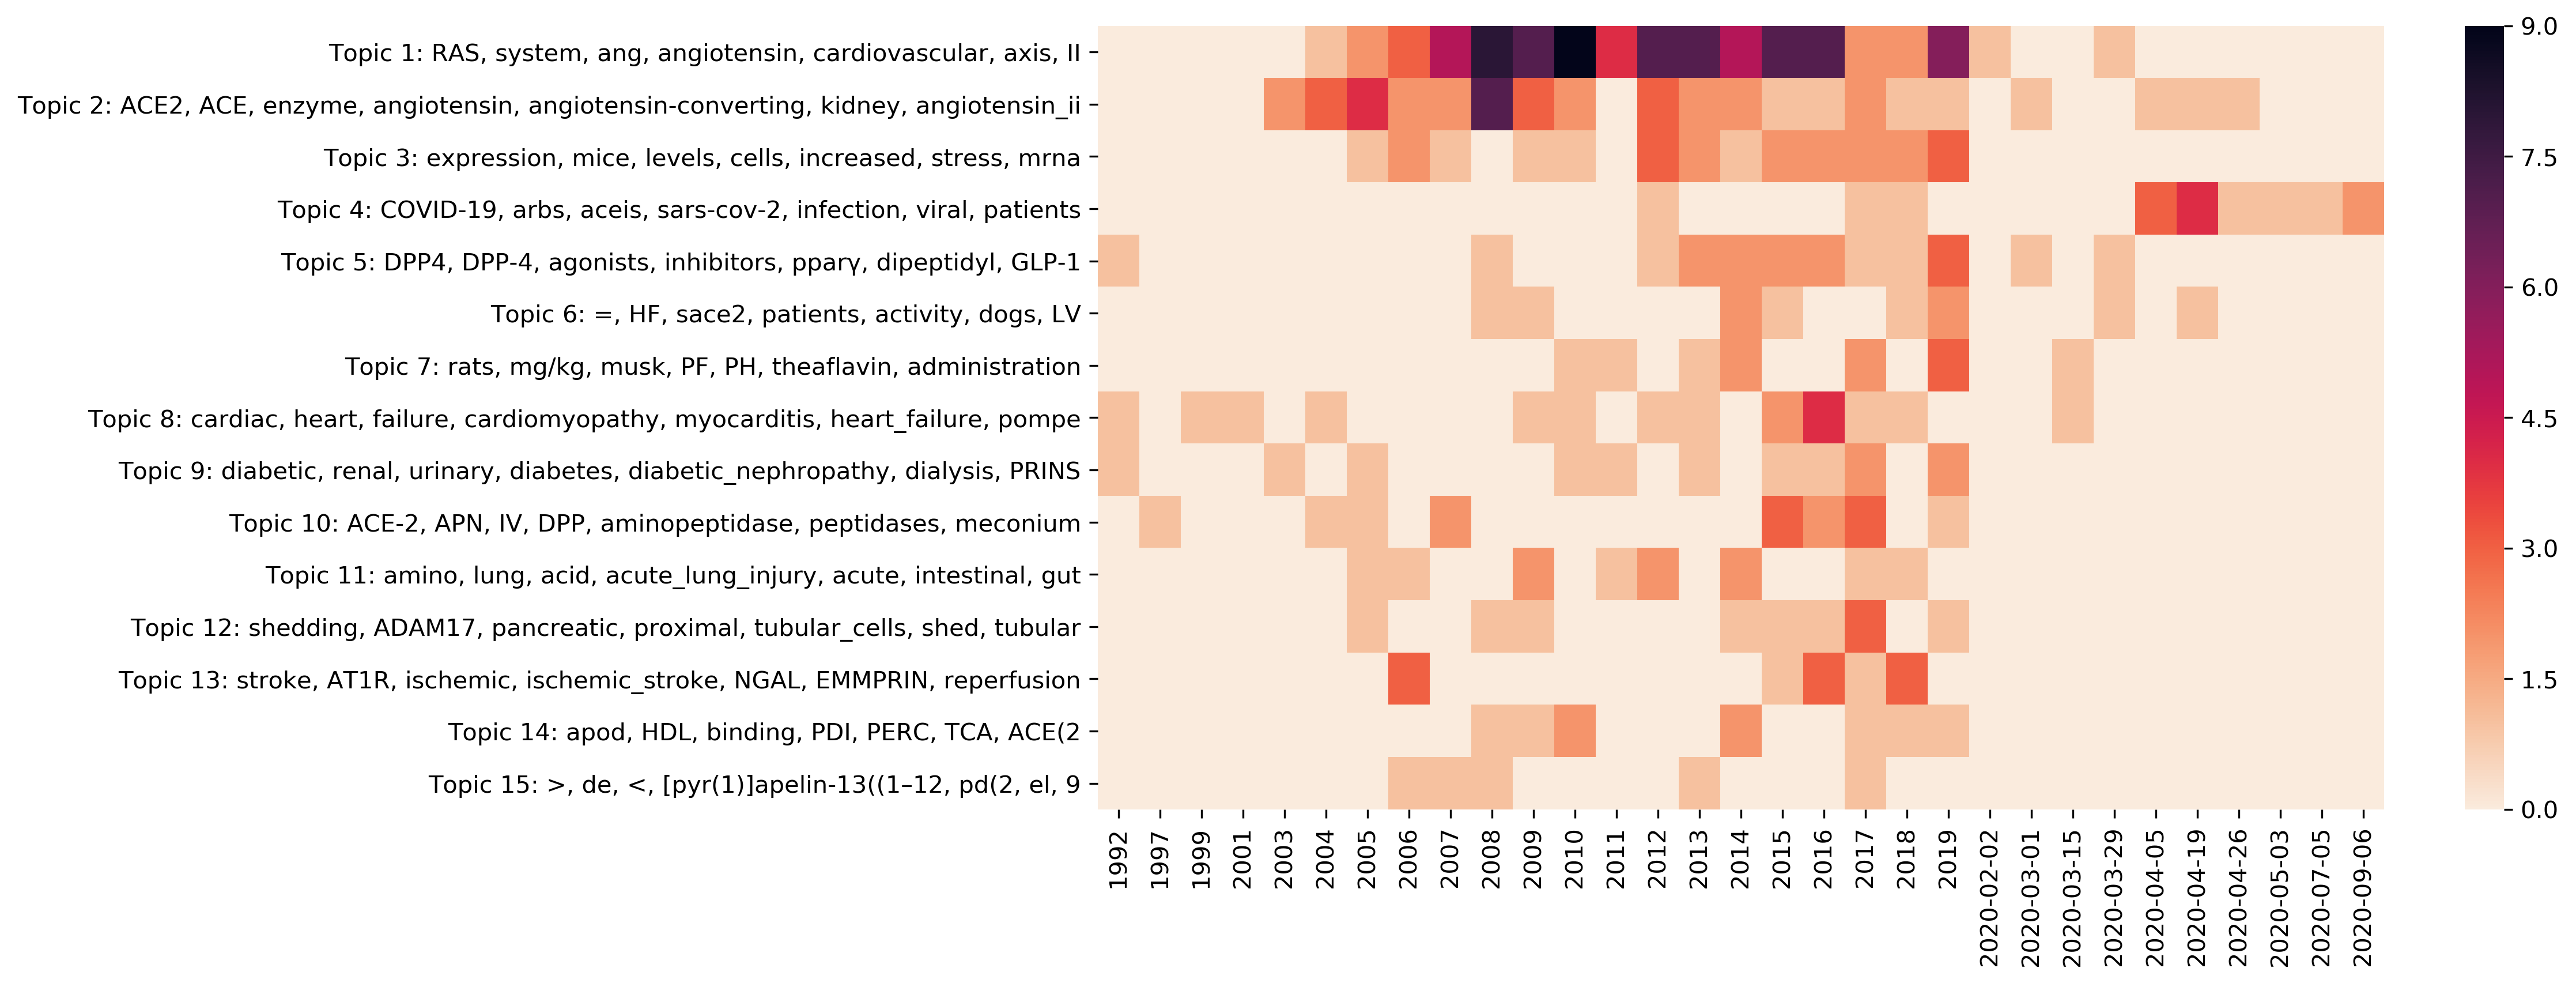 Topic 1: RAS, system, ang, angiotensin, cardiovascular, axis, II
Topic 2: ACE2, ACE, enzyme, angiotensin, angiotensin-converting, kidney, angiotensin_ii
Topic 3: expression, mice, levels, cells, increased, stress, mrna
Topic 4: COVID-19, arbs, aceis, sars-cov-2, infection, viral, patients
Topic 5: DPP4, DPP-4, agonists, inhibitors, pparγ, dipeptidyl, GLP-1
Topic 6: =, HF, sace2, patients, activity, dogs, LV
Topic 7: rats, mg/kg, musk, PF, PH, theaflavin, administration
Topic 8: cardiac, heart, failure, cardiomyopathy, myocarditis, heart_failure, pompe
Topic 9: diabetic, renal, urinary, diabetes, diabetic_nephropathy, dialysis, PRINS
Topic 10: ACE-2, APN, IV, DPP, aminopeptidase, peptidases, meconium
Topic 11: amino, lung, acid, acute_lung_injury, acute, intestinal, gut
Topic 12: shedding, ADAM17, pancreatic, proximal, tubular_cells, shed, tubular
Topic 13: stroke, AT1R, ischemic, ischemic_stroke, NGAL, EMMPRIN, reperfusion
Topic 14: apod, HDL, binding, PDI, PERC, TCA, ACE(2
Topic 15: >, de, <, [pyr(1)]apelin-13((1–12, pd(2, el, 9
1992
1997
1999
2001
2003
2004
2005
2006
2007
2008
2009
2010
2011
2012
2013
2014
2015
2016
2017
2018
2019
2020-02-02
2020-03-01
2020-03-15
2020-03-29
2020-04-05
2020-04-19
2020-04-26
2020-05-03
2020-07-05
2020-09-06
9.0
7.5
6.0
4.5
3.0
1.5
0.0